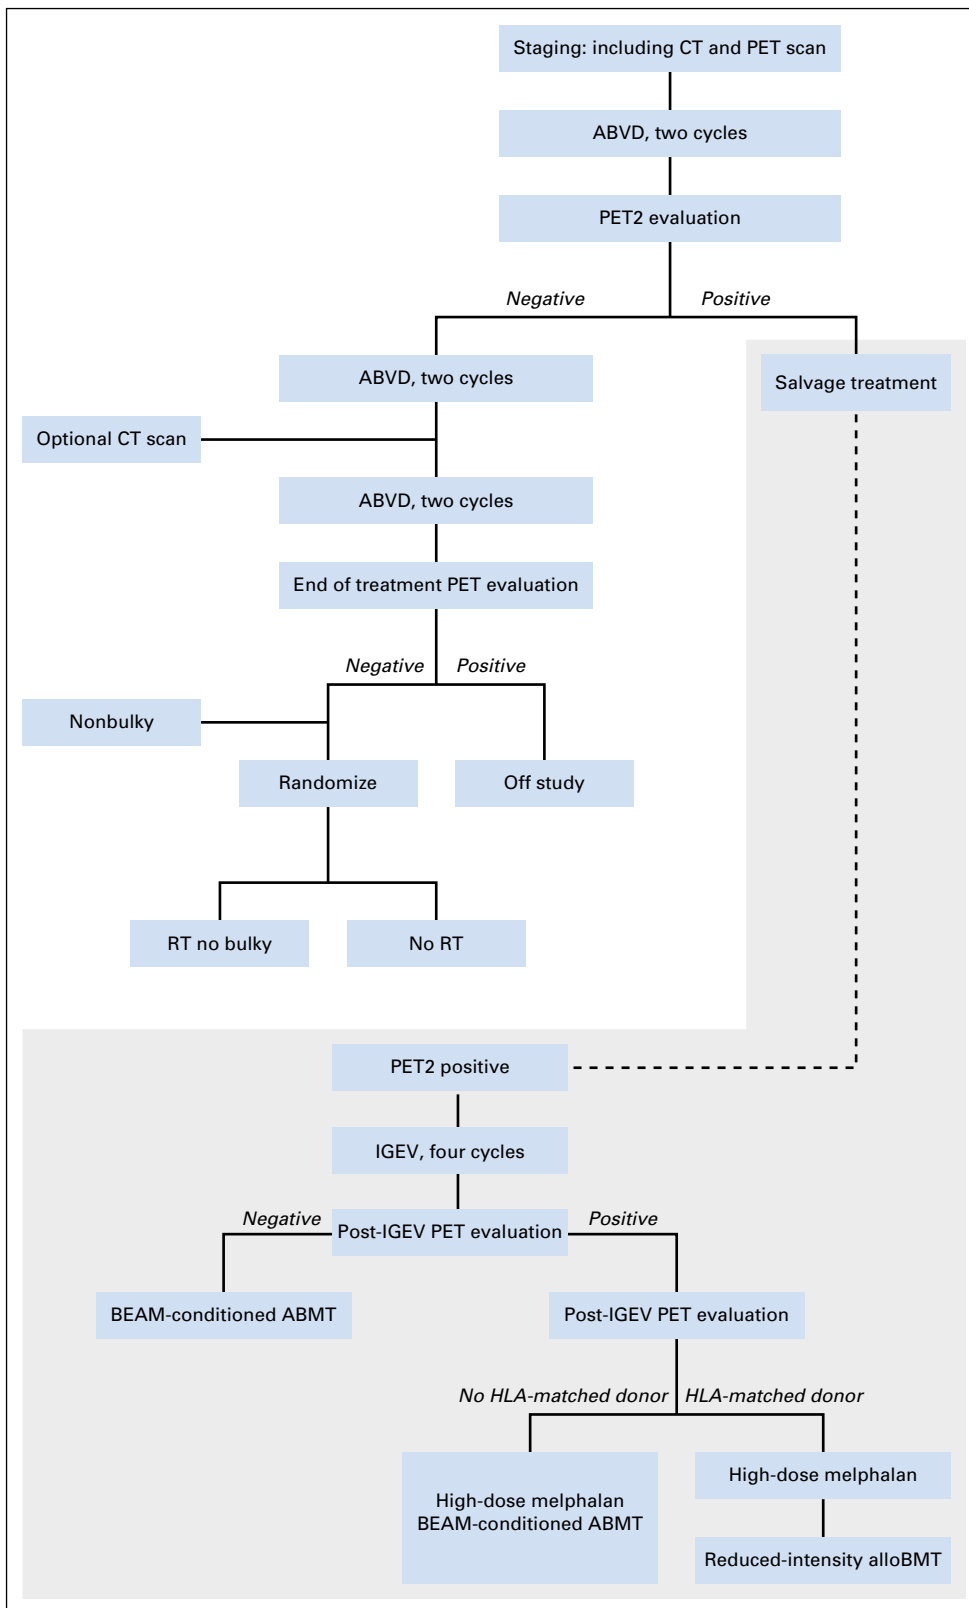 Staging: including CT and PET scan
ABVD, two cycles
PET2 evaluation
Negative
Positive
ABVD, two cycles
Salvage treatment
Optional CT scan
ABVD, two cycles
End of treatment PET evaluation
Negative
Positive
Nonbulky
Randomize
Off study
RT no bulky
No RT
PET2 positive
IGEV, four cycles
Negative
Post-IGEV PET evaluation
Positive
BEAM-conditioned ABMT
Post-IGEV PET evaluation
No HLA-matched donor
HLA-matched donor
High-dose melphalan
BEAM-conditioned ABMT
High-dose melphalan
Reduced-intensity alloBMT